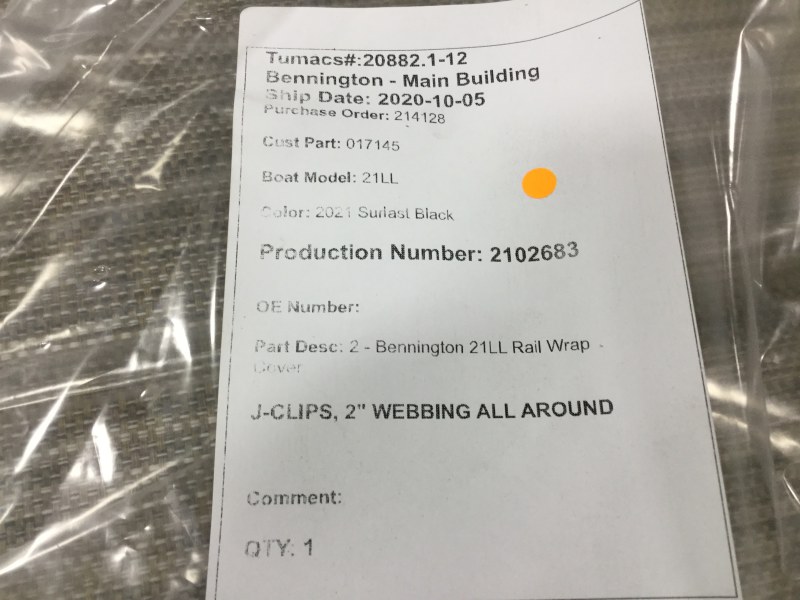 Tumacs#:20882.1-12
Bennington - Main Building
Ship Date: 2020-10-05
Purchase Order: 214128
Cust Part: 017145
Boat Model: 21LL
Color: 2021 Surlast Black
Production Number: 2102683
OE Number:
Part Desc: 2 - Bennington 21LL Rail Wrap
Cover
J-CLIPS, 2" WEBBING ALL AROUND
Comment:
QTY: 1